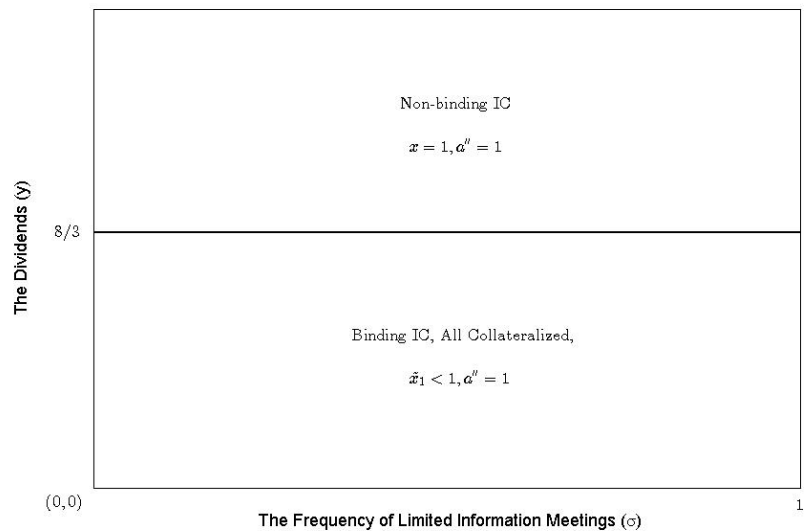 Non-binding IC
x = 1, a'' = 1
The Dividends (y)
8/3
Binding IC, All Collateralized,
x̃₁ < 1, a'' = 1
(0,0)
1
The Frequency of Limited Information Meetings (σ)